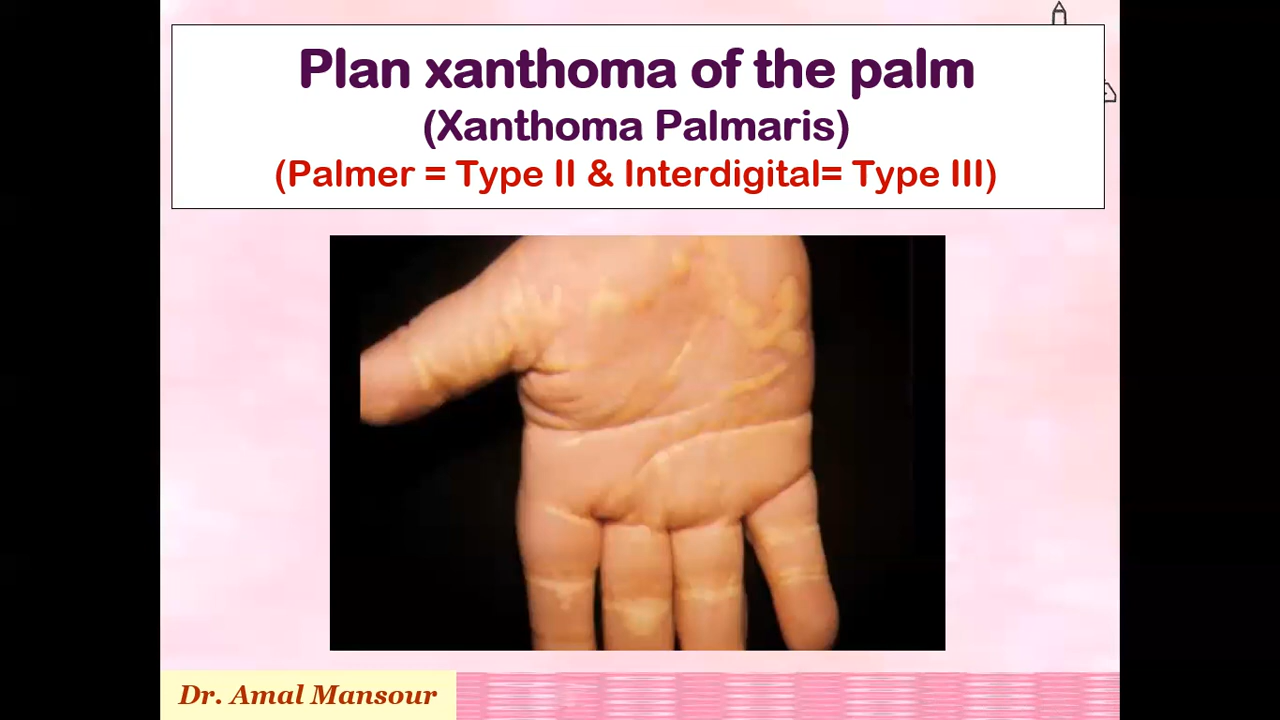 Plan xanthoma of the palm
(Xanthoma Palmaris)
(Palmer = Type II & Interdigital= Type III)
Dr. Amal Mansour